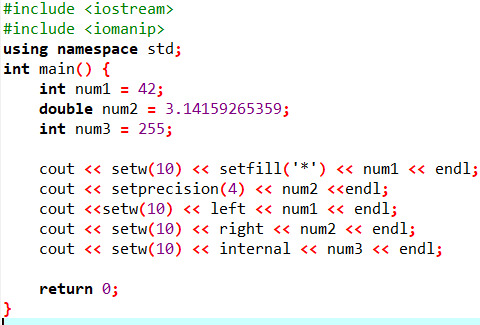 #include <iostream>
#include <iomanip>
using namespace std;
int main() {
    int num1 = 42;
    double num2 = 3.14159265359;
    int num3 = 255;

    cout << setw(10) << setfill('*') << num1 << endl;
    cout << setprecision(4) << num2 <<endl;
    cout <<setw(10) << left << num1 << endl;
    cout << setw(10) << right << num2 << endl;
    cout << setw(10) << internal << num3 << endl;

    return 0;
}